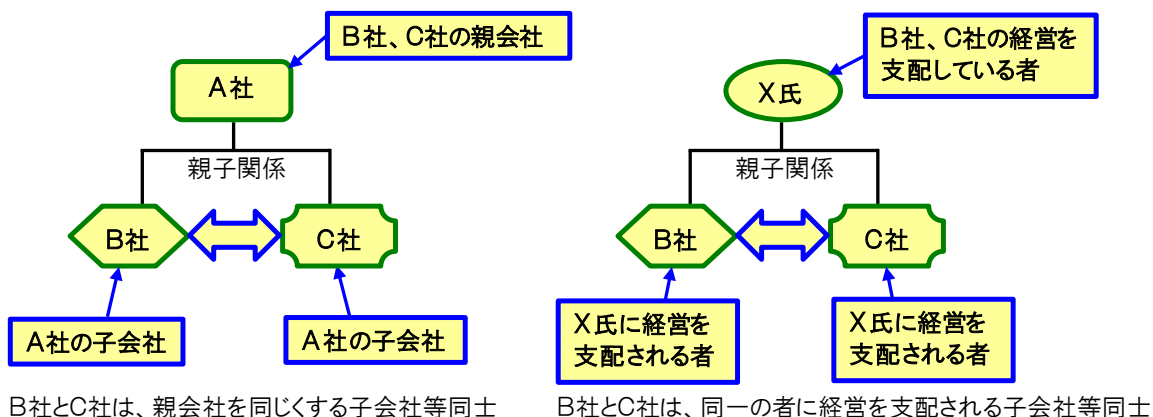 B社、C社の親会社
A社
親子関係
B社
C社
A社の子会社
A社の子会社
B社とC社は、親会社を同じくする子会社等同士
B社、C社の経営を
支配している者
X氏
親子関係
B社
C社
X氏に経営を
支配される者
X氏に経営を
支配される者
B社とC社は、同一の者に経営を支配される子会社等同士